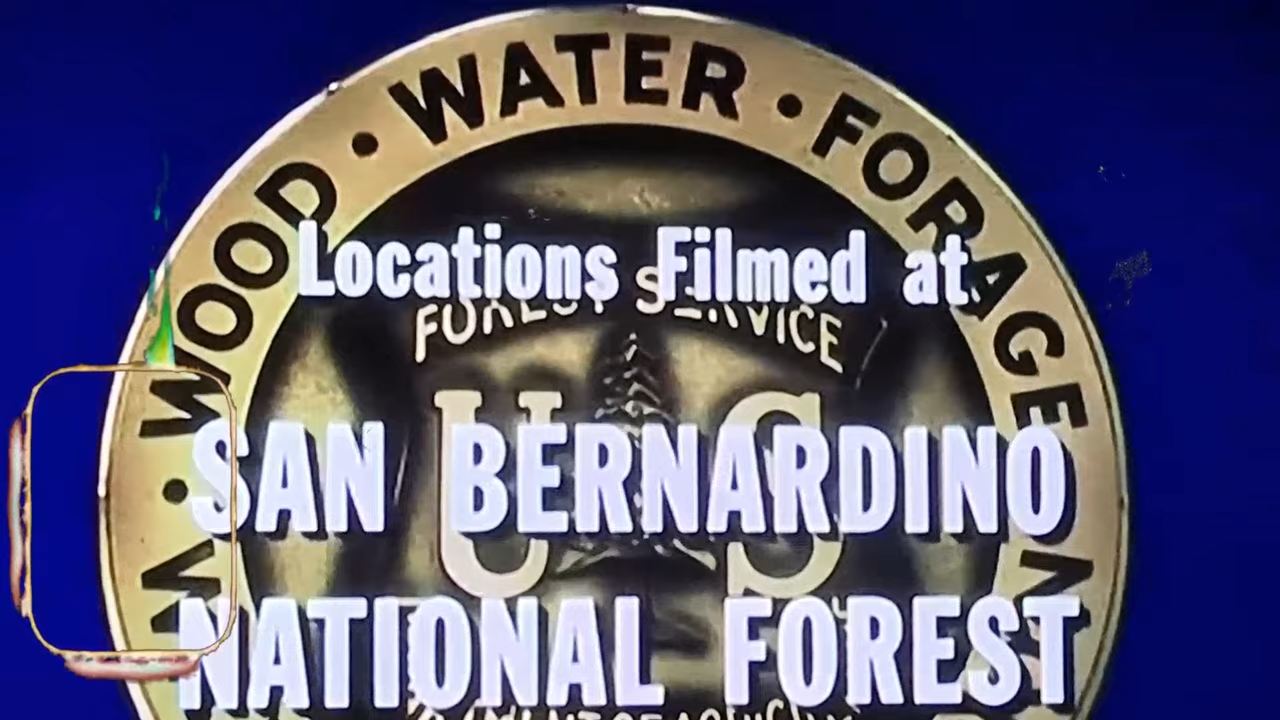 WOOD • WATER • FORAGE
Locations Filmed at
FOREST SERVICE
U S
SAN BERNARDINO
NATIONAL FOREST